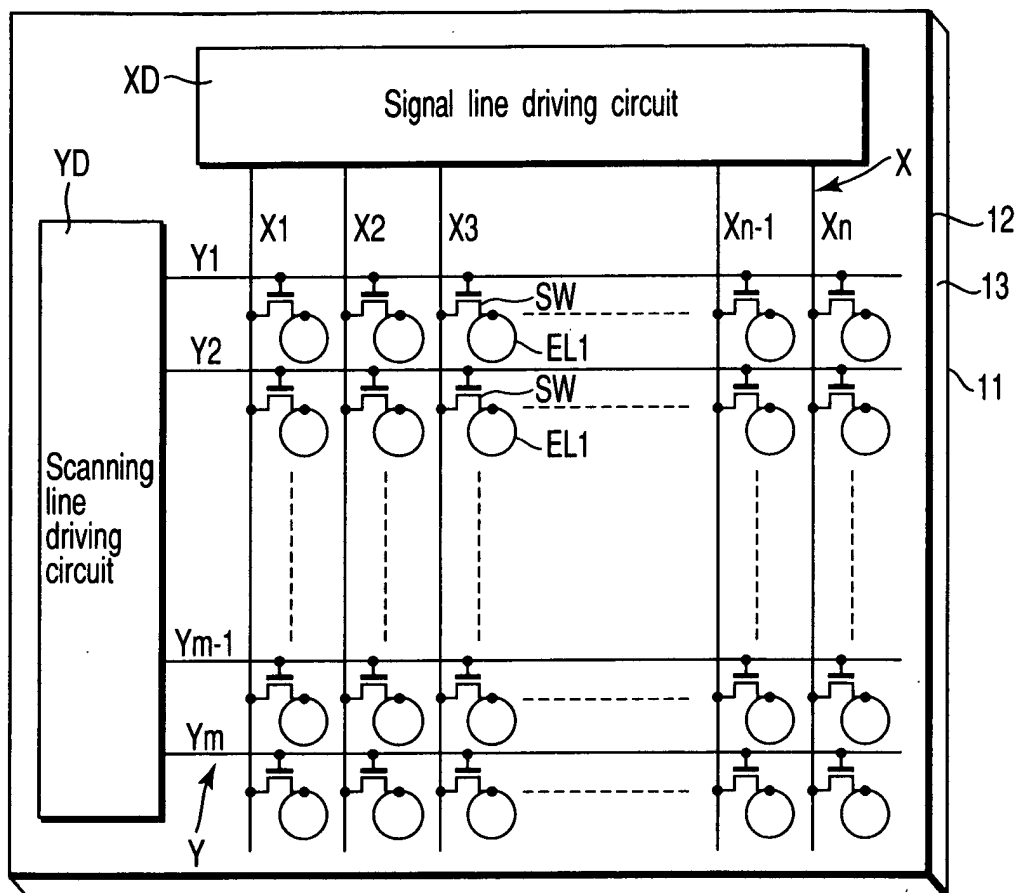 XD
Signal line driving circuit
YD
X
X1 X2 X3 Xn-1 Xn
12
Y1
13
SW
EL1
Y2
11
SW
EL1
Scanning
line
driving
circuit
Ym-1
Ym
Y